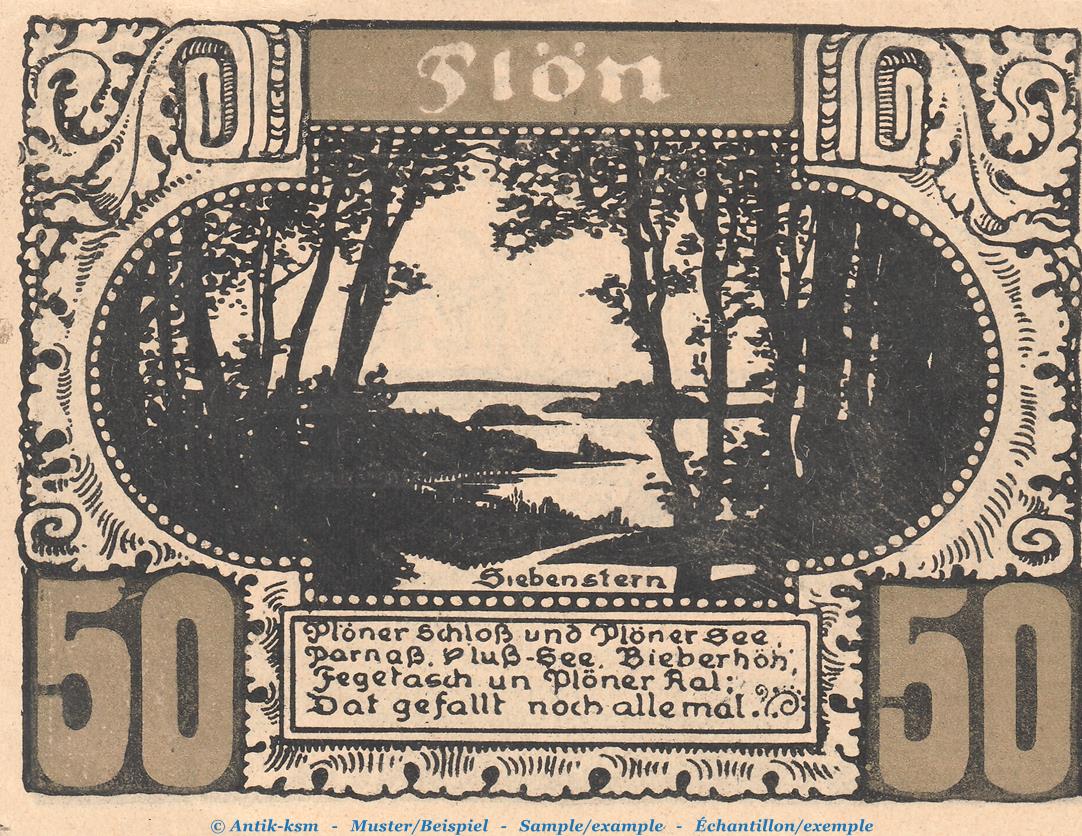 Plön
Siebenstern
Plöner Schloß und Plöner See,
Parnaß, Pluß-See, Bieberhöh',
Fegetasch un Plöner Aal:
Dat gefallt noch allemal.
50 50
© Antik-ksm - Muster/Beispiel - Sample/example - Échantillon/exemple